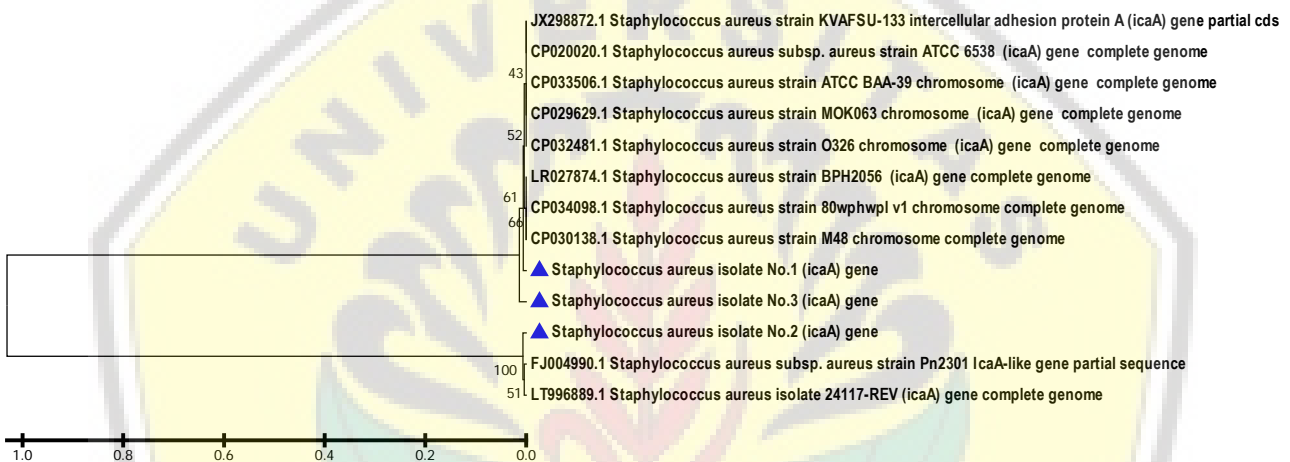 JX298872.1 Staphylococcus aureus strain KVAFSU-133 intercellular adhesion protein A (icaA) gene partial cds
CP020020.1 Staphylococcus aureus subsp. aureus strain ATCC 6538 (icaA) gene complete genome
CP033506.1 Staphylococcus aureus strain ATCC BAA-39 chromosome (icaA) gene complete genome
CP029629.1 Staphylococcus aureus strain MOK063 chromosome (icaA) gene complete genome
CP032481.1 Staphylococcus aureus strain O326 chromosome (icaA) gene complete genome
LR027874.1 Staphylococcus aureus strain BPH2056 (icaA) gene complete genome
CP034098.1 Staphylococcus aureus strain 80wphwpl v1 chromosome complete genome
CP030138.1 Staphylococcus aureus strain M48 chromosome complete genome
Staphylococcus aureus isolate No.1 (icaA) gene
Staphylococcus aureus isolate No.3 (icaA) gene
Staphylococcus aureus isolate No.2 (icaA) gene
FJ004990.1 Staphylococcus aureus subsp. aureus strain Pn2301 IcaA-like gene partial sequence
LT996889.1 Staphylococcus aureus isolate 24117-REV (icaA) gene complete genome
43
52
61
66
100
51
1.0 0.8 0.6 0.4 0.2 0.0
UNIVERSITAS